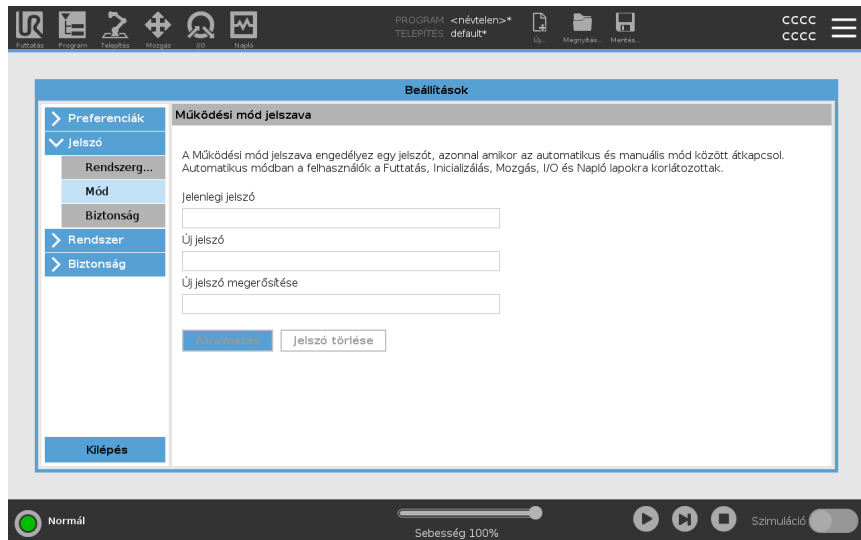 UR
Futtatás
Program
Telepítés
Mozgás
I/O
Napló
PROGRAM <névtelen>*
TELEPÍTÉS default*
Új...
Megnyitás...
Mentés...
CCCC
CCCC
Beállítások
Preferenciák
Jelszó
Rendszerg...
Mód
Biztonság
Rendszer
Biztonság
Kilépés
Működési mód jelszava
A Működési mód jelszava engedélyez egy jelszót, azonnal amikor az automatikus és manuális mód között átkapcsol.
Automatikus módban a felhasználók a Futtatás, Inicializálás, Mozgás, I/O és Napló lapokra korlátozottak.
Jelenlegi jelszó
Új jelszó
Új jelszó megerősítése
Alkalmazás
Jelszó törlése
Normál
Sebesség 100%
Szimuláció